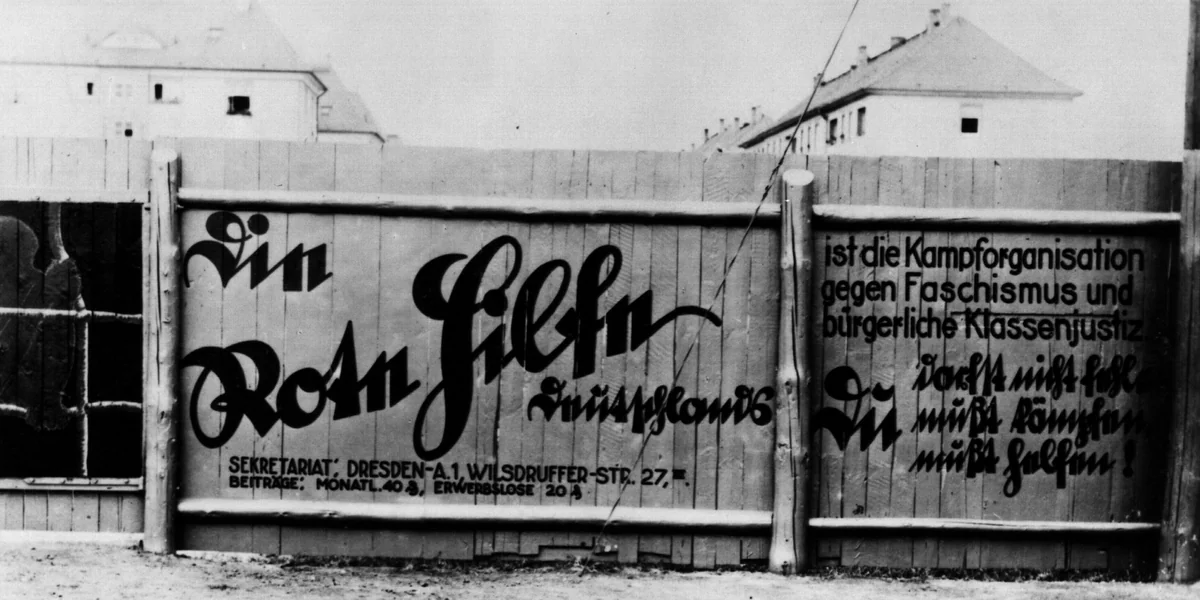 Die
Rote Hilfe
Deutschlands
SEKRETARIAT: DRESDEN-A.1, WILSDRUFFER-STR. 27, III.
BEITRÄGE: MONATL. 40 ₰, ERWERBSLOSE 20 ₰
ist die Kampforganisation
gegen Faschismus und
bürgerliche Klassenjustiz
Du
darfst nicht fehlen
mußt kämpfen
mußt helfen!